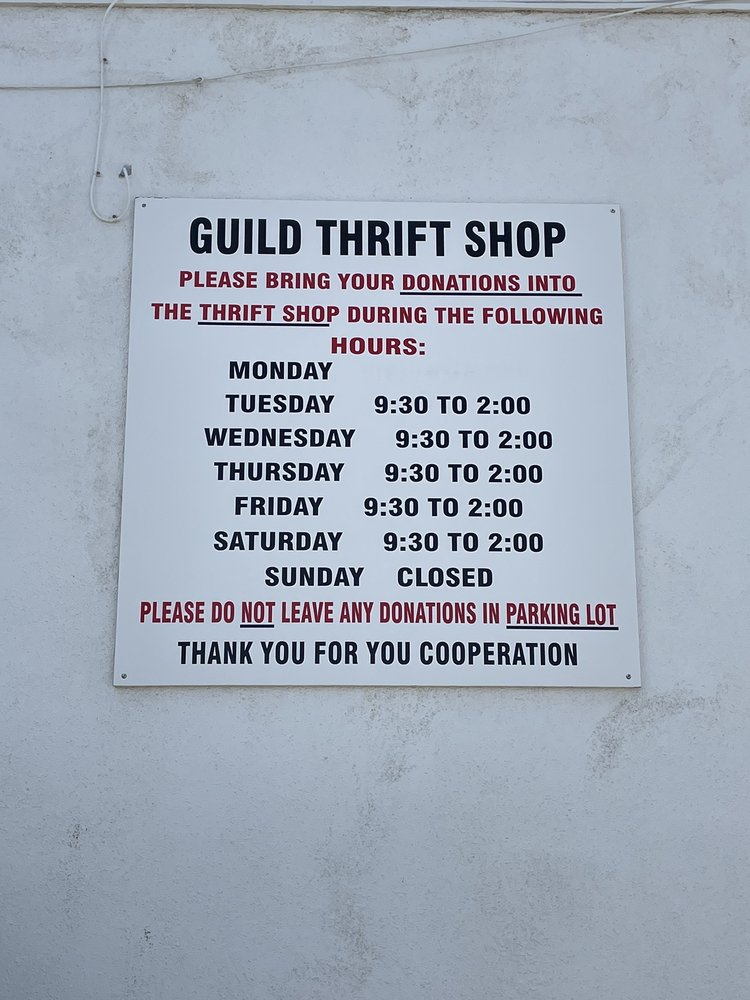 GUILD THRIFT SHOP
PLEASE BRING YOUR DONATIONS INTO
THE THRIFT SHOP DURING THE FOLLOWING
HOURS:
MONDAY
TUESDAY 9:30 TO 2:00
WEDNESDAY 9:30 TO 2:00
THURSDAY 9:30 TO 2:00
FRIDAY 9:30 TO 2:00
SATURDAY 9:30 TO 2:00
SUNDAY CLOSED
PLEASE DO NOT LEAVE ANY DONATIONS IN PARKING LOT
THANK YOU FOR YOU COOPERATION